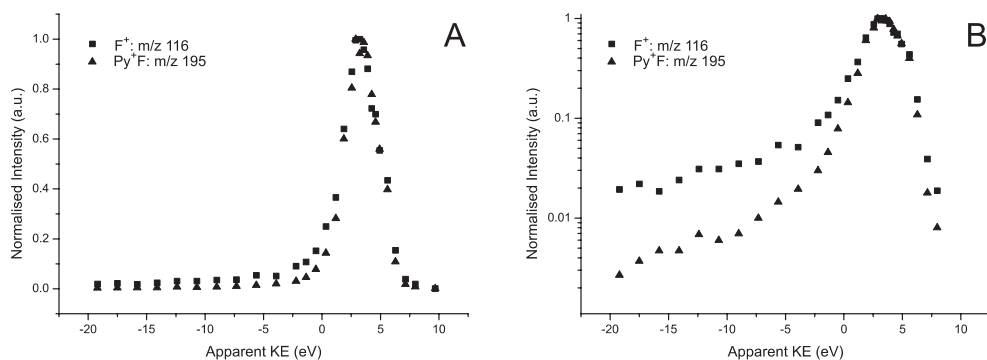 A
F⁺: m/z 116
Py⁺F: m/z 195
Normalised Intensity (a.u.)
1.0
0.8
0.6
0.4
0.2
0.0
-20 -15 -10 -5 0 5 10
Apparent KE (eV)
B
F⁺: m/z 116
Py⁺F: m/z 195
Normalised Intensity (a.u.)
1
0.1
0.01
-20 -15 -10 -5 0 5 10
Apparent KE (eV)